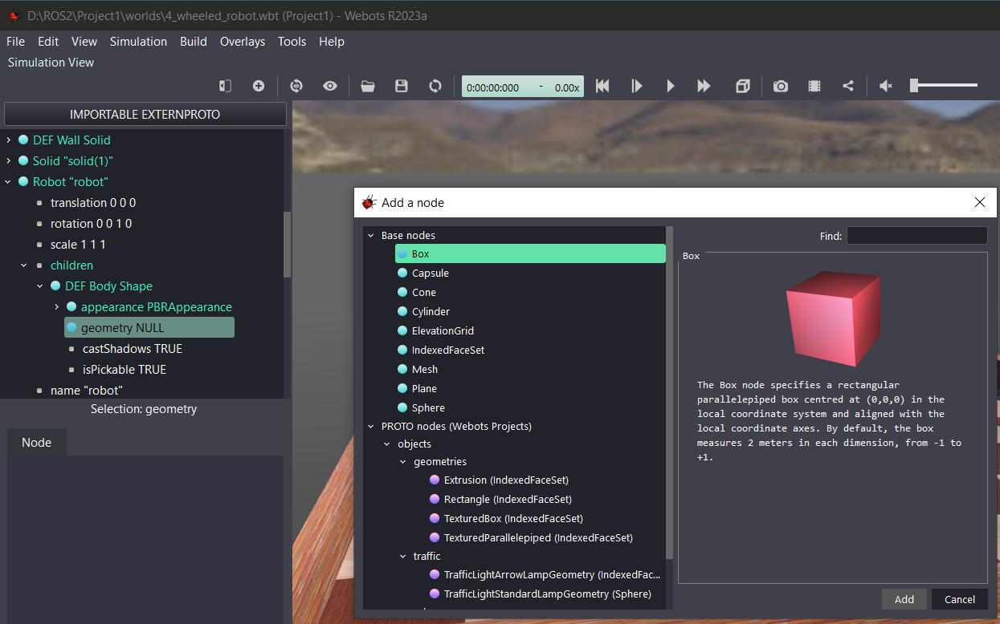 D:\ROS2\Project1\worlds\4_wheeled_robot.wbt (Project1) - Webots R2023a
File Edit View Simulation Build Overlays Tools Help
Simulation View
0:00:00:000 - 0.00x
IMPORTABLE EXTERNPROTO
DEF Wall Solid
Solid "solid(1)"
Robot "robot"
translation 0 0 0
rotation 0 0 1 0
scale 1 1 1
children
DEF Body Shape
appearance PBRAppearance
geometry NULL
castShadows TRUE
isPickable TRUE
name "robot"
Selection: geometry
Node
Add a node
Base nodes
Box
Capsule
Cone
Cylinder
ElevationGrid
IndexedFaceSet
Mesh
Plane
Sphere
PROTO nodes (Webots Projects)
objects
geometries
Extrusion (IndexedFaceSet)
Rectangle (IndexedFaceSet)
TexturedBox (IndexedFaceSet)
TexturedParallelepiped (IndexedFaceSet)
traffic
TrafficLightArrowLampGeometry (IndexedFac...
TrafficLightStandardLampGeometry (Sphere)
Find:
Box
The Box node specifies a rectangular
parallelepiped box centred at (0,0,0) in the
local coordinate system and aligned with the
local coordinate axes. By default, the box
measures 2 meters in each dimension, from -1 to
+1.
Add Cancel